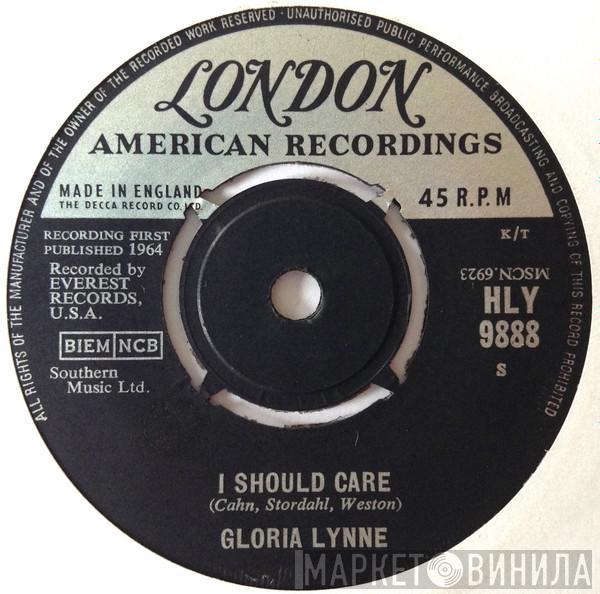 ALL RIGHTS OF THE MANUFACTURER AND OF THE OWNER OF THE RECORDED WORK RESERVED · UNAUTHORISED PUBLIC PERFORMANCE BROADCASTING AND COPYING OF THIS RECORD PROHIBITED
LONDON
AMERICAN RECORDINGS
MADE IN ENGLAND
THE DECCA RECORD CO. LTD.
45 R.P.M
RECORDING FIRST
PUBLISHED 1964
Recorded by
EVEREST
RECORDS,
U.S.A.
BIEM NCB
Southern
Music Ltd.
K/T
MSCN.6923
HLY
9888
S
I SHOULD CARE
(Cahn, Stordahl, Weston)
GLORIA LYNNE
МАРКЕТ ВИНИЛА